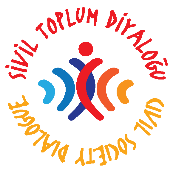 SİVİL TOPLUM DİYALOĞU
CIVIL SOCIETY DIALOGUE